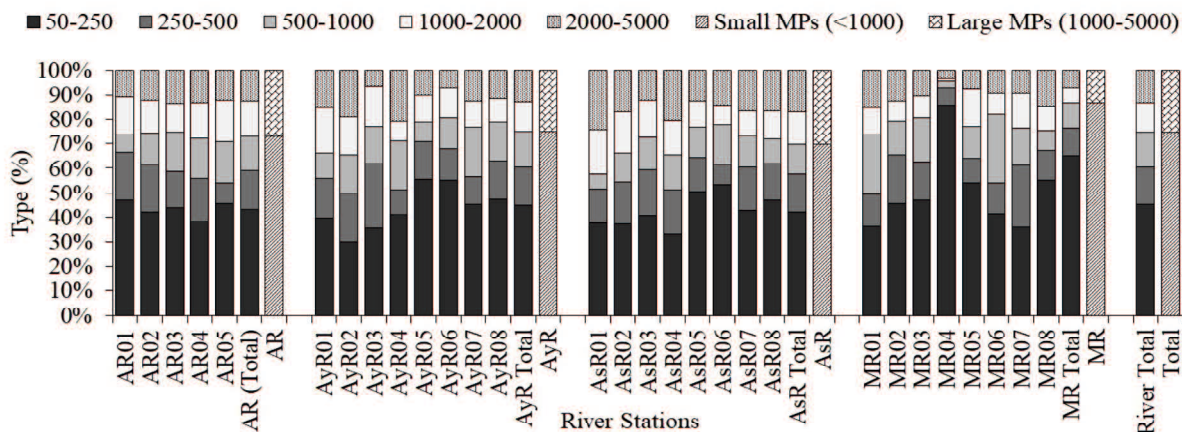 50-250 250-500 500-1000 1000-2000 2000-5000 Small MPs (<1000) Large MPs (1000-5000)
Type (%)
100%
90%
80%
70%
60%
50%
40%
30%
20%
10%
0%
AR01 AR02 AR03 AR04 AR05 AR (Total) AR AyR01 AyR02 AyR03 AyR04 AyR05 AyR06 AyR07 AyR08 AyR Total AyR AsR01 AsR02 AsR03 AsR04 AsR05 AsR06 AsR07 AsR08 AsR Total AsR MR01 MR02 MR03 MR04 MR05 MR06 MR07 MR08 MR Total MR River Total Total
River Stations